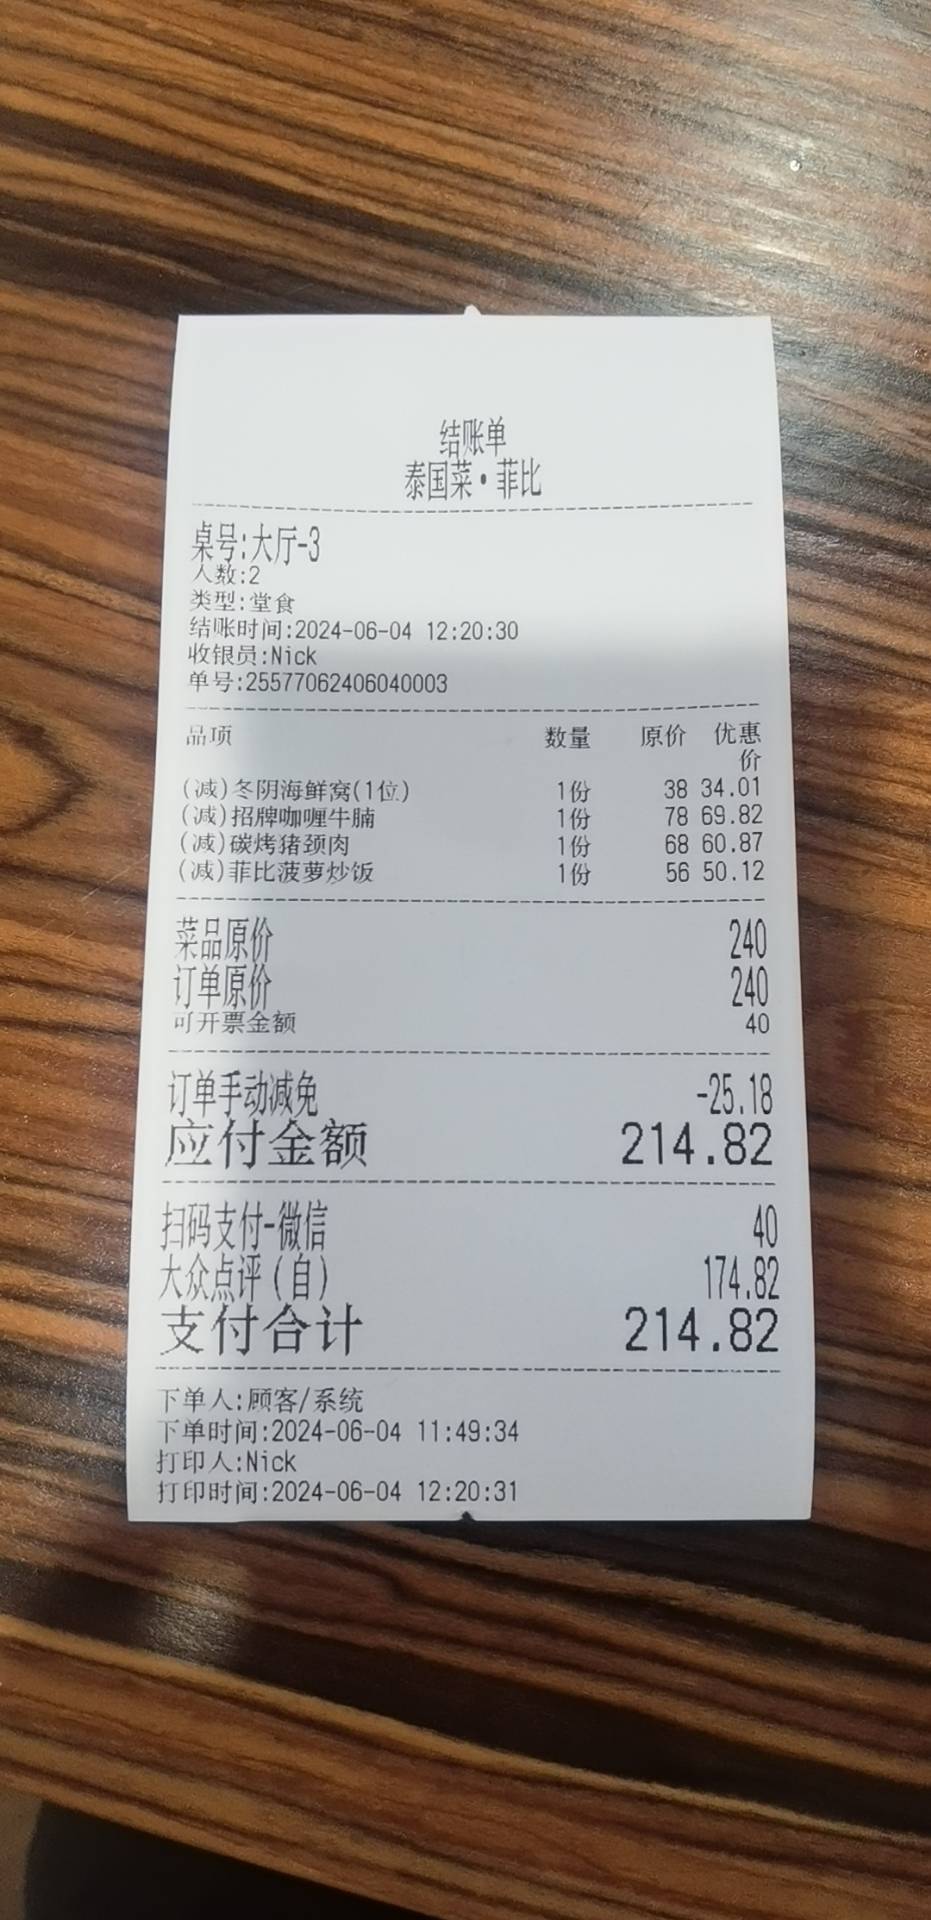 结账单
泰国菜·菲比
桌号:大厅-3
人数:2
类型:堂食
结账时间:2024-06-04 12:20:30
收银员:Nick
单号:25577062406040003
品项 数量 原价 优惠
价
(减)冬阴海鲜窝(1位) 1份 38 34.01
(减)招牌咖喱牛腩 1份 78 69.82
(减)碳烤猪颈肉 1份 68 60.87
(减)菲比菠萝炒饭 1份 56 50.12
菜品原价 240
订单原价 240
可开票金额 40
订单手动减免 -25.18
应付金额 214.82
扫码支付-微信 40
大众点评(自) 174.82
支付合计 214.82
下单人:顾客/系统
下单时间:2024-06-04 11:49:34
打印人:Nick
打印时间:2024-06-04 12:20:31